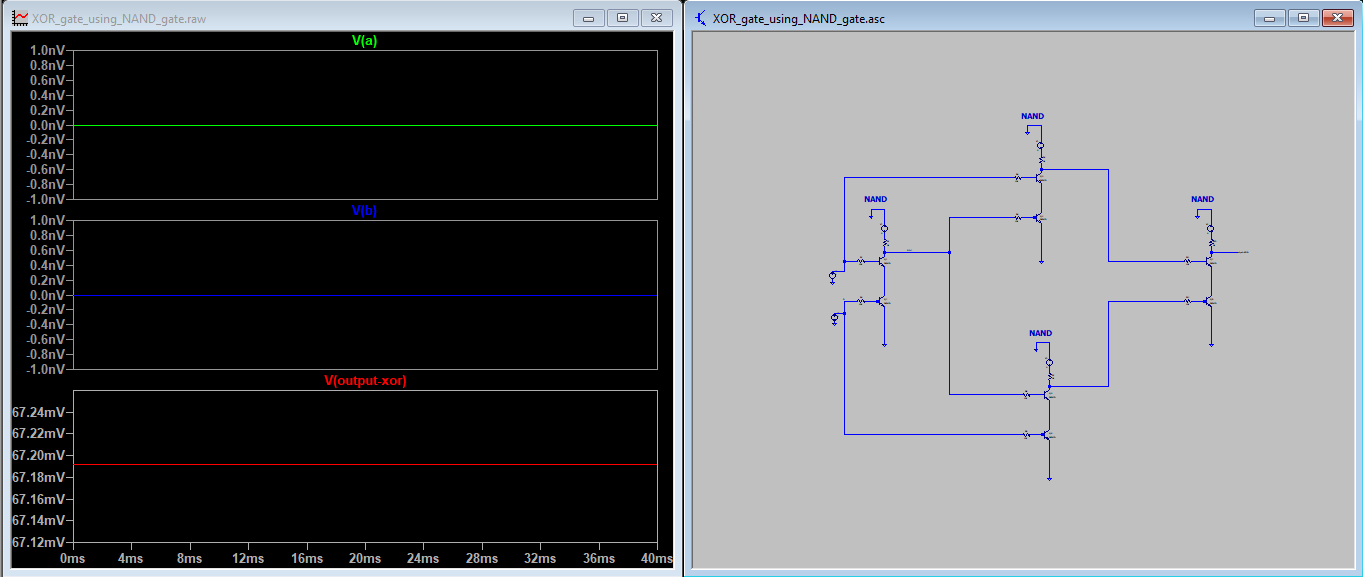 XOR_gate_using_NAND_gate.raw
V(a)
1.0nV
0.8nV
0.6nV
0.4nV
0.2nV
0.0nV
-0.2nV
-0.4nV
-0.6nV
-0.8nV
-1.0nV
V(b)
1.0nV
0.8nV
0.6nV
0.4nV
0.2nV
0.0nV
-0.2nV
-0.4nV
-0.6nV
-0.8nV
-1.0nV
V(output-xor)
67.24mV
67.22mV
67.20mV
67.18mV
67.16mV
67.14mV
67.12mV
0ms 4ms 8ms 12ms 16ms 20ms 24ms 28ms 32ms 36ms 40ms
XOR_gate_using_NAND_gate.asc
NAND
NAND
NAND
NAND